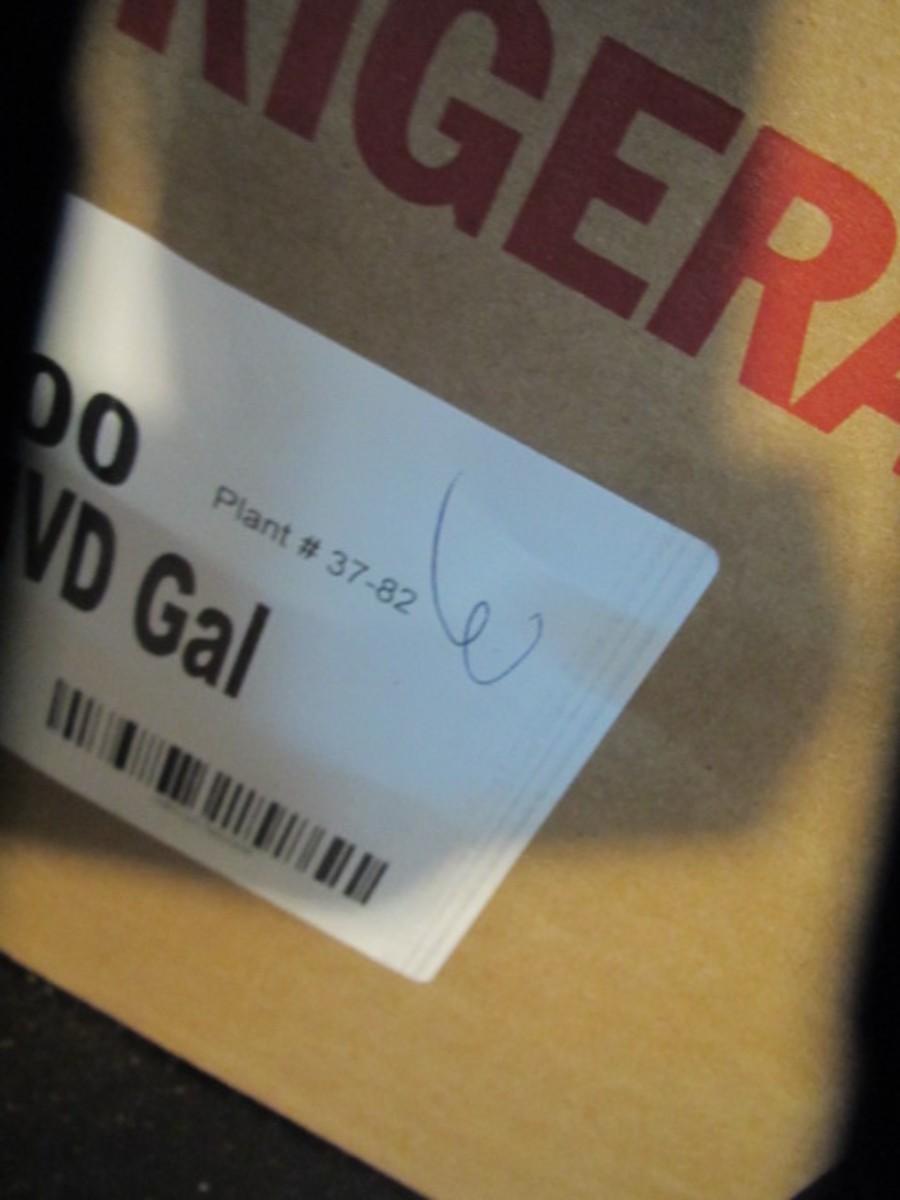 RIGERA
OO
Plant # 37-82
VD Gal